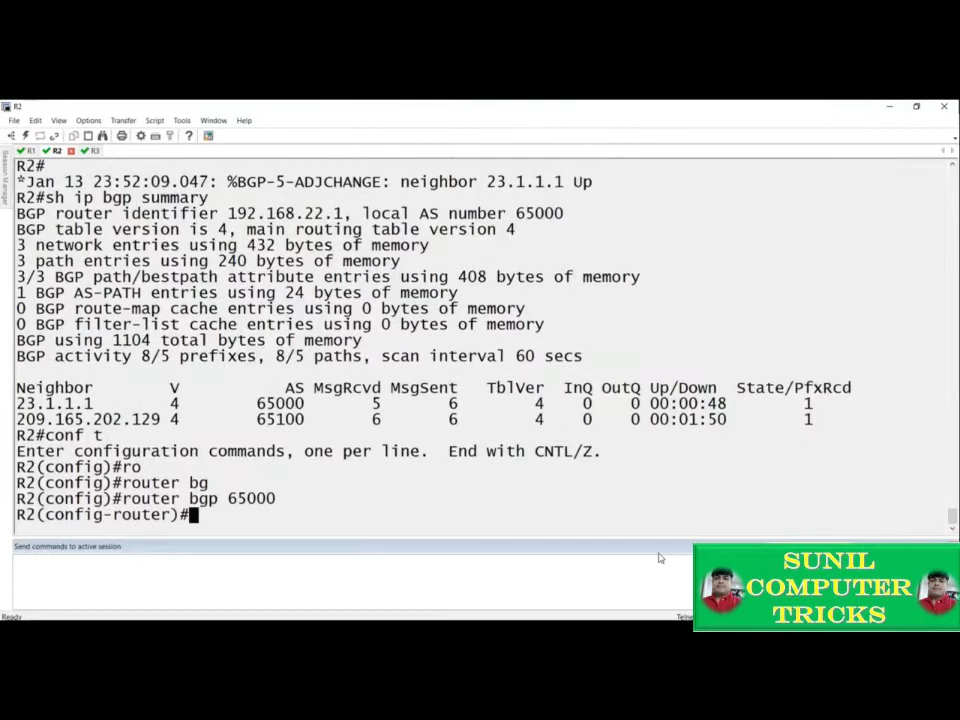 R2
File Edit View Options Transfer Script Tools Window Help
R1 R2 R3
Session Manager
R2#
*Jan 13 23:52:09.047: %BGP-5-ADJCHANGE: neighbor 23.1.1.1 Up
R2#sh ip bgp summary
BGP router identifier 192.168.22.1, local AS number 65000
BGP table version is 4, main routing table version 4
3 network entries using 432 bytes of memory
3 path entries using 240 bytes of memory
3/3 BGP path/bestpath attribute entries using 408 bytes of memory
1 BGP AS-PATH entries using 24 bytes of memory
0 BGP route-map cache entries using 0 bytes of memory
0 BGP filter-list cache entries using 0 bytes of memory
BGP using 1104 total bytes of memory
BGP activity 8/5 prefixes, 8/5 paths, scan interval 60 secs
Neighbor V AS MsgRcvd MsgSent TblVer InQ OutQ Up/Down State/PfxRcd
23.1.1.1 4 65000 5 6 4 0 0 00:00:48 1
209.165.202.129 4 65100 6 6 4 0 0 00:01:50 1
R2#conf t
Enter configuration commands, one per line. End with CNTL/Z.
R2(config)#ro
R2(config)#router bg
R2(config)#router bgp 65000
R2(config-router)#
Send commands to active session
Ready
SUNIL
COMPUTER
TRICKS